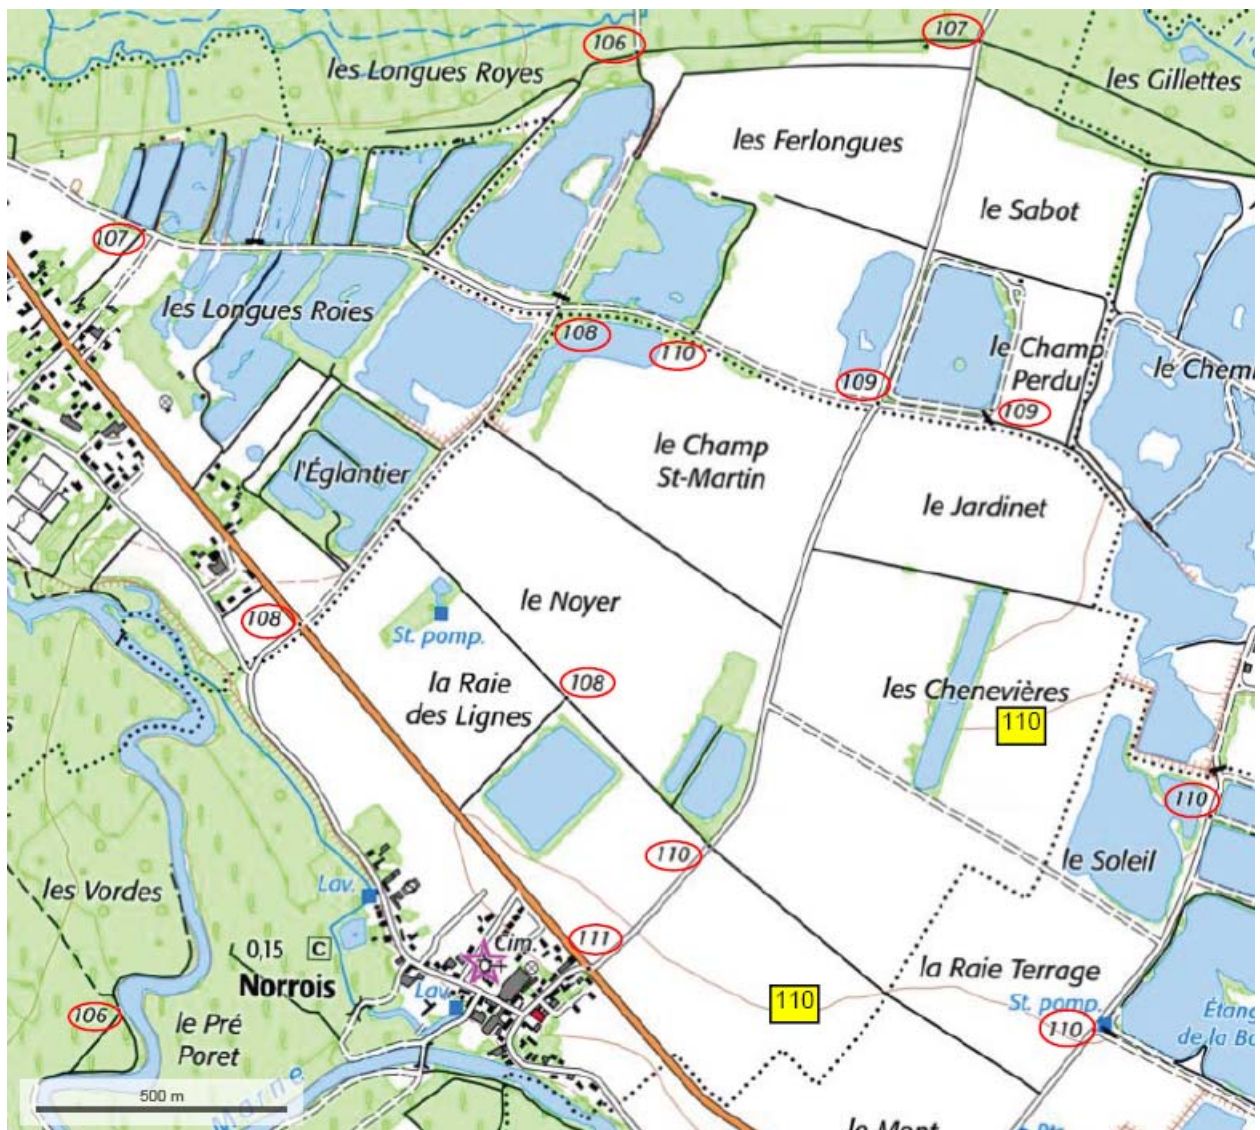 106
107
les Longues Royes
les Gillettes
les Ferlongues
le Sabot
107
les Longues Roies
108
110
le Champ
Perdu
le Chem
109
109
le Champ
St-Martin
l'Églantier
le Jardinet
le Noyer
St. pomp.
108
108
la Raie
des Lignes
les Chenevières
110
110
110
le Soleil
les Vordes
Lav.
Cim.
111
0,15 C
Norrois
la Raie Terrage
110
St. pomp.
110
Étang
de la Ba
Lav.
106
le Pré
Poret
Marne
500 m
le Mont